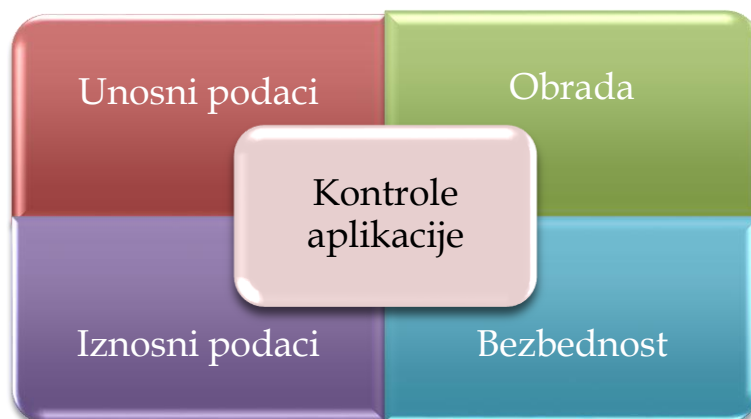 Unosni podaci
Obrada
Kontrole
aplikacije
Iznosni podaci
Bezbednost